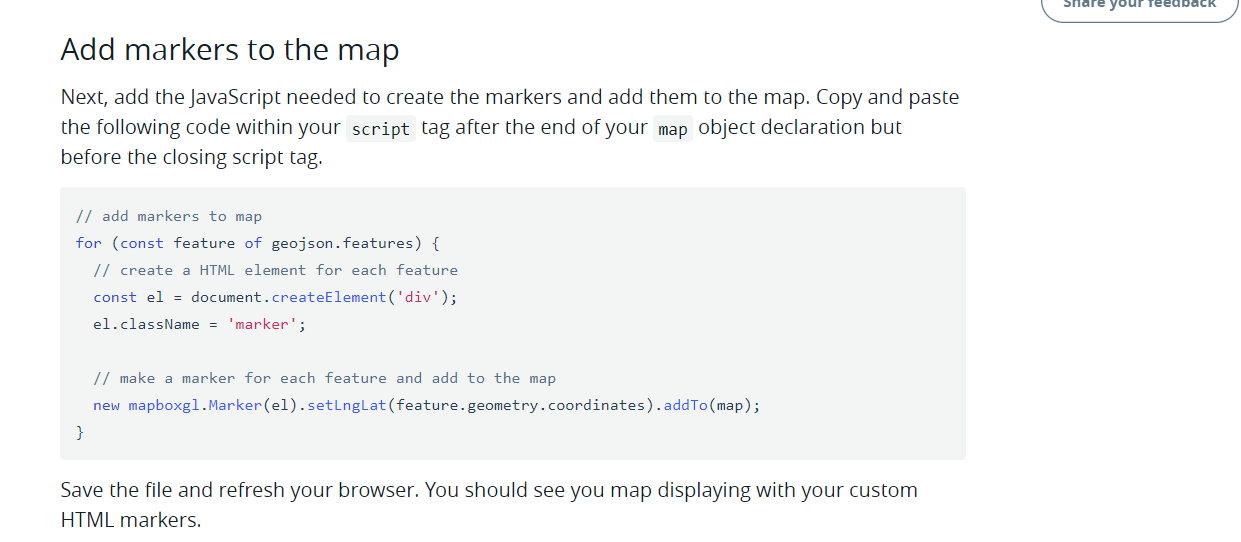 Share your feedback
Add markers to the map
Next, add the JavaScript needed to create the markers and add them to the map. Copy and paste
the following code within your script tag after the end of your map object declaration but
before the closing script tag.
// add markers to map
for (const feature of geojson.features) {
  // create a HTML element for each feature
  const el = document.createElement('div');
  el.className = 'marker';
  // make a marker for each feature and add to the map
  new mapboxgl.Marker(el).setLngLat(feature.geometry.coordinates).addTo(map);
}
Save the file and refresh your browser. You should see you map displaying with your custom
HTML markers.